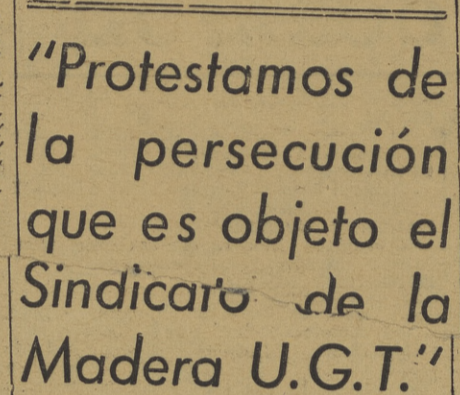 "Protestamos de
la persecución
que es objeto el
Sindicato de la
Madera U.G.T."